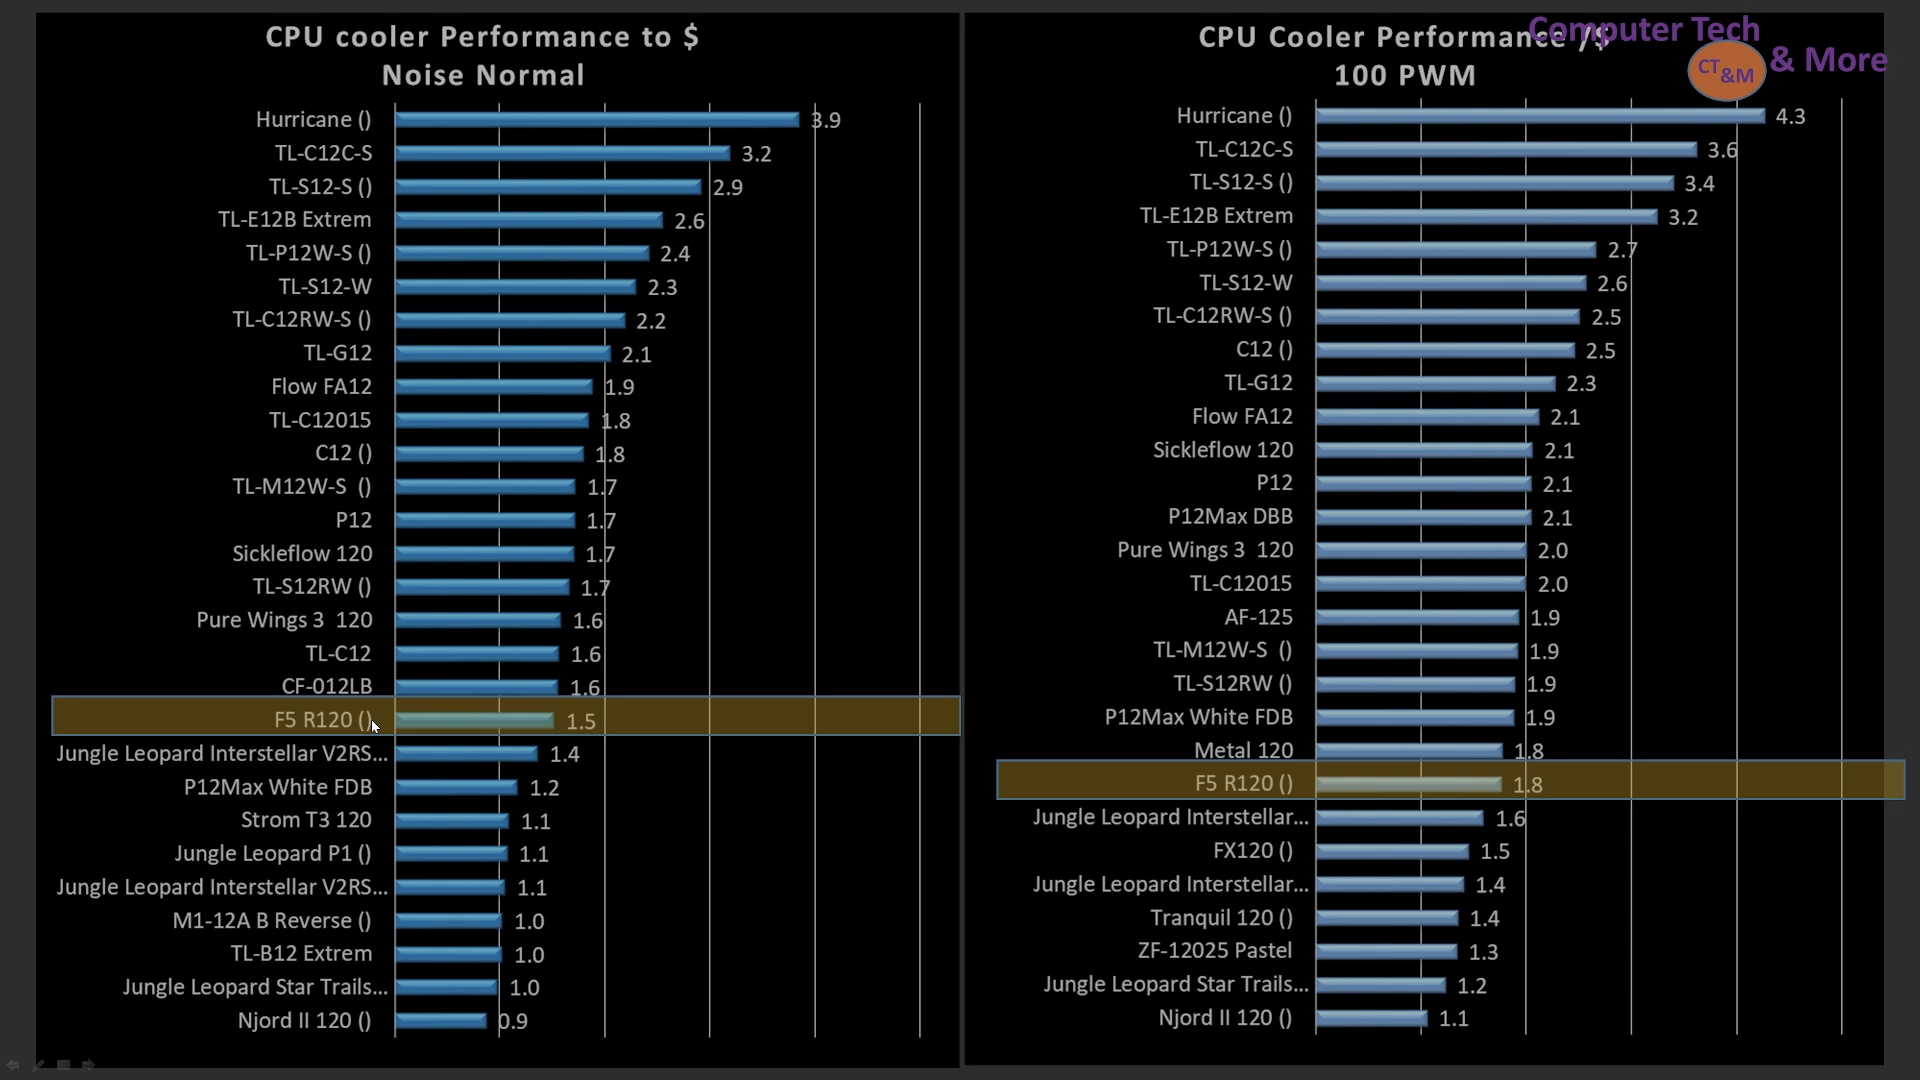 CPU cooler Performance to $
Noise Normal
Hurricane () 3.9
TL-C12C-S 3.2
TL-S12-S () 2.9
TL-E12B Extrem 2.6
TL-P12W-S () 2.4
TL-S12-W 2.3
TL-C12RW-S () 2.2
TL-G12 2.1
Flow FA12 1.9
TL-C12015 1.8
C12 () 1.8
TL-M12W-S () 1.7
P12 1.7
Sickleflow 120 1.7
TL-S12RW () 1.7
Pure Wings 3 120 1.6
TL-C12 1.6
CF-012LB 1.6
F5 R120 () 1.5
Jungle Leopard Interstellar V2RS... 1.4
P12Max White FDB 1.2
Strom T3 120 1.1
Jungle Leopard P1 () 1.1
Jungle Leopard Interstellar V2RS... 1.1
M1-12A B Reverse () 1.0
TL-B12 Extrem 1.0
Jungle Leopard Star Trails... 1.0
Njord II 120 () 0.9
CPU Cooler Performance /$
100 PWM
Computer Tech
& More
CT
&M
Hurricane () 4.3
TL-C12C-S 3.6
TL-S12-S () 3.4
TL-E12B Extrem 3.2
TL-P12W-S () 2.7
TL-S12-W 2.6
TL-C12RW-S () 2.5
C12 () 2.5
TL-G12 2.3
Flow FA12 2.1
Sickleflow 120 2.1
P12 2.1
P12Max DBB 2.1
Pure Wings 3 120 2.0
TL-C12015 2.0
AF-125 1.9
TL-M12W-S () 1.9
TL-S12RW () 1.9
P12Max White FDB 1.9
Metal 120 1.8
F5 R120 () 1.8
Jungle Leopard Interstellar... 1.6
FX120 () 1.5
Jungle Leopard Interstellar... 1.4
Tranquil 120 () 1.4
ZF-12025 Pastel 1.3
Jungle Leopard Star Trails... 1.2
Njord II 120 () 1.1